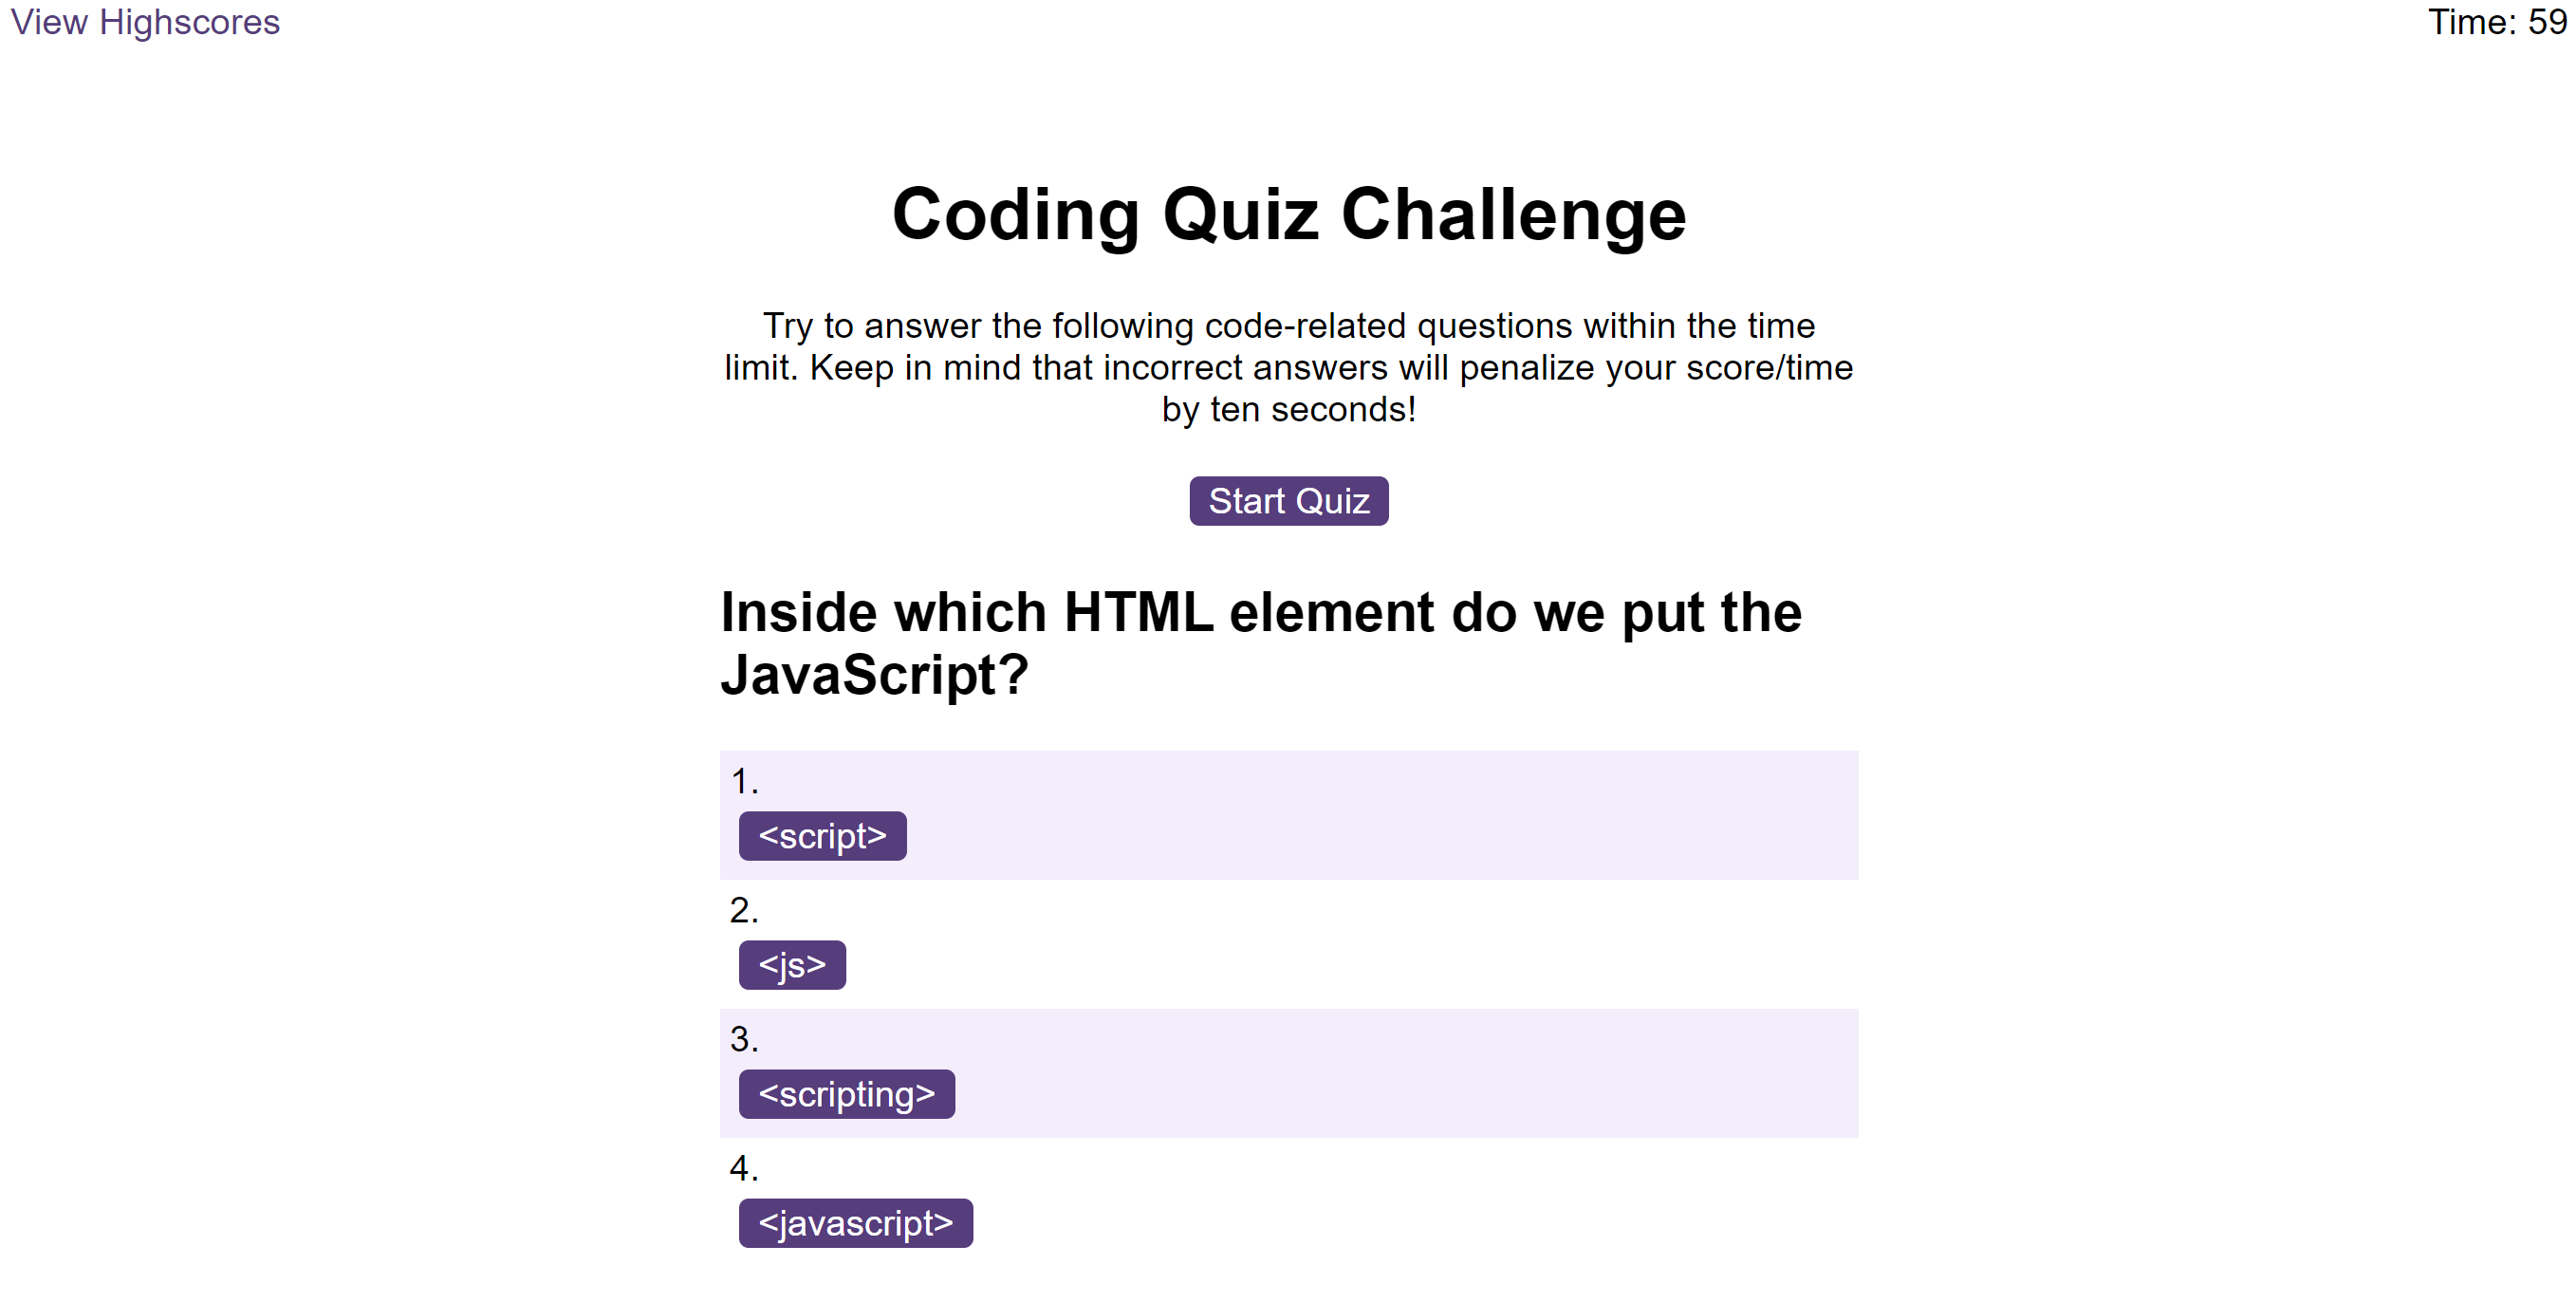 View Highscores
Time: 59
Coding Quiz Challenge
Try to answer the following code-related questions within the time
limit. Keep in mind that incorrect answers will penalize your score/time
by ten seconds!
Start Quiz
Inside which HTML element do we put the
JavaScript?
1.
<script>
2.
<js>
3.
<scripting>
4.
<javascript>